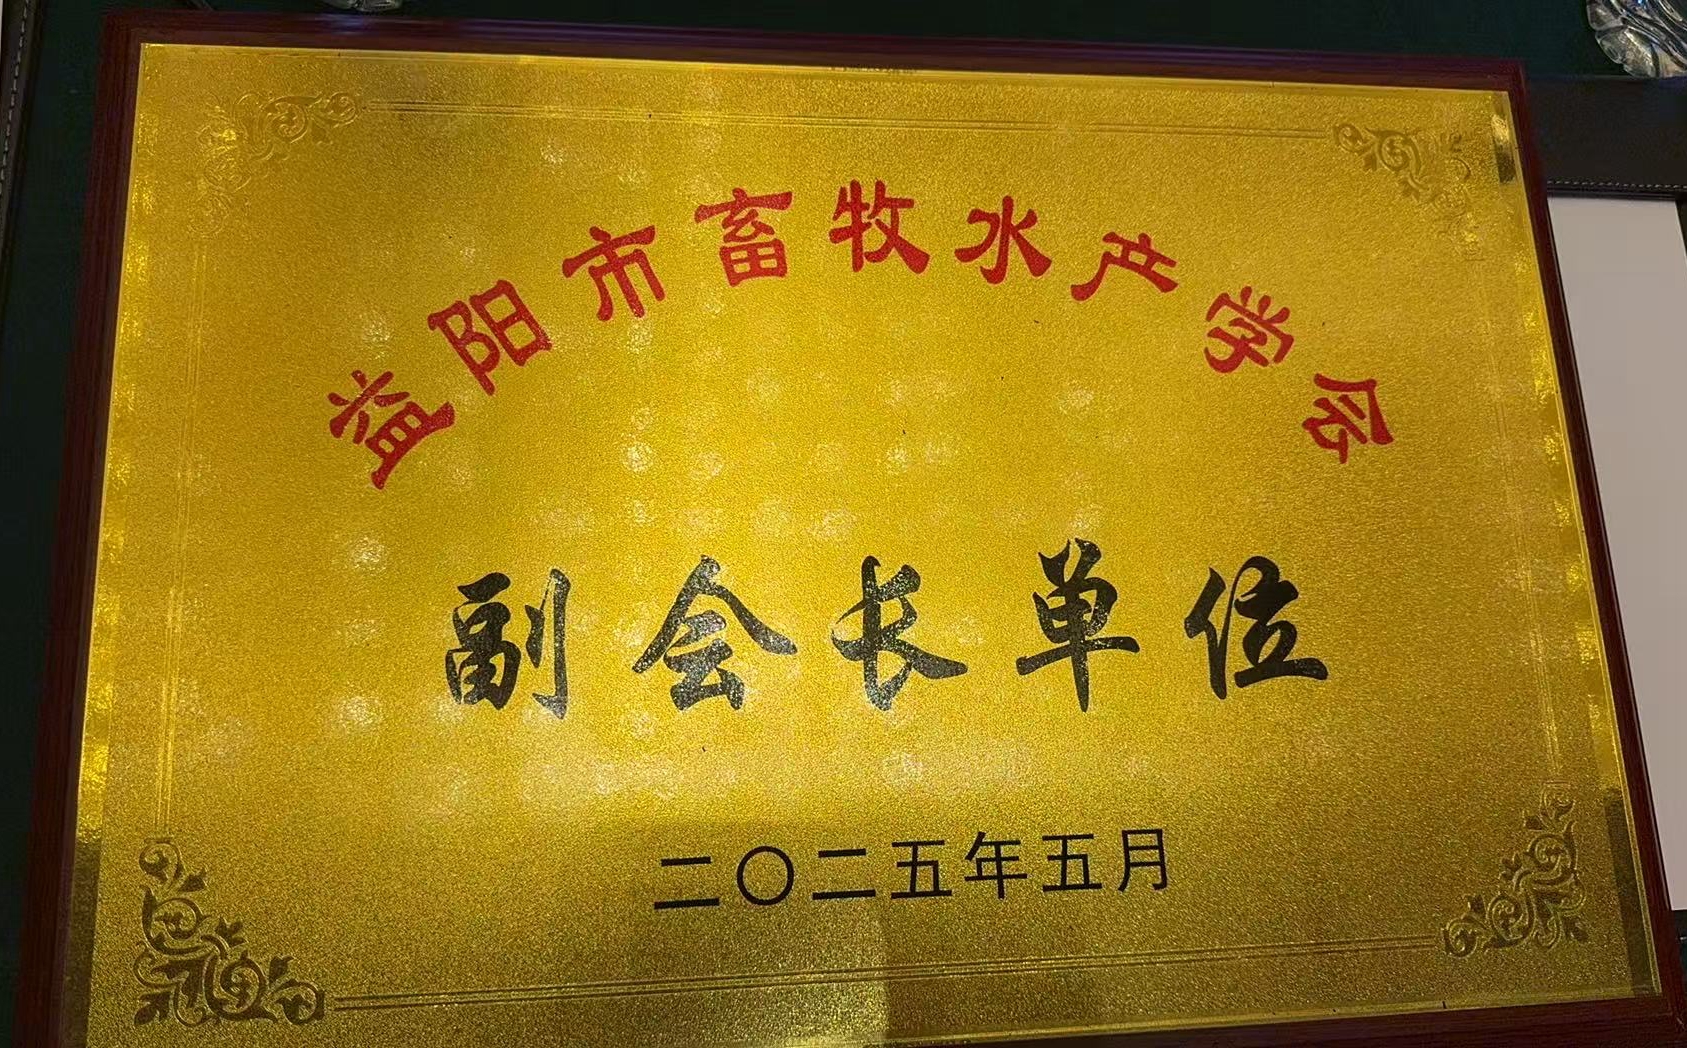 益阳市畜牧水产学会
副会长单位
二〇二五年五月